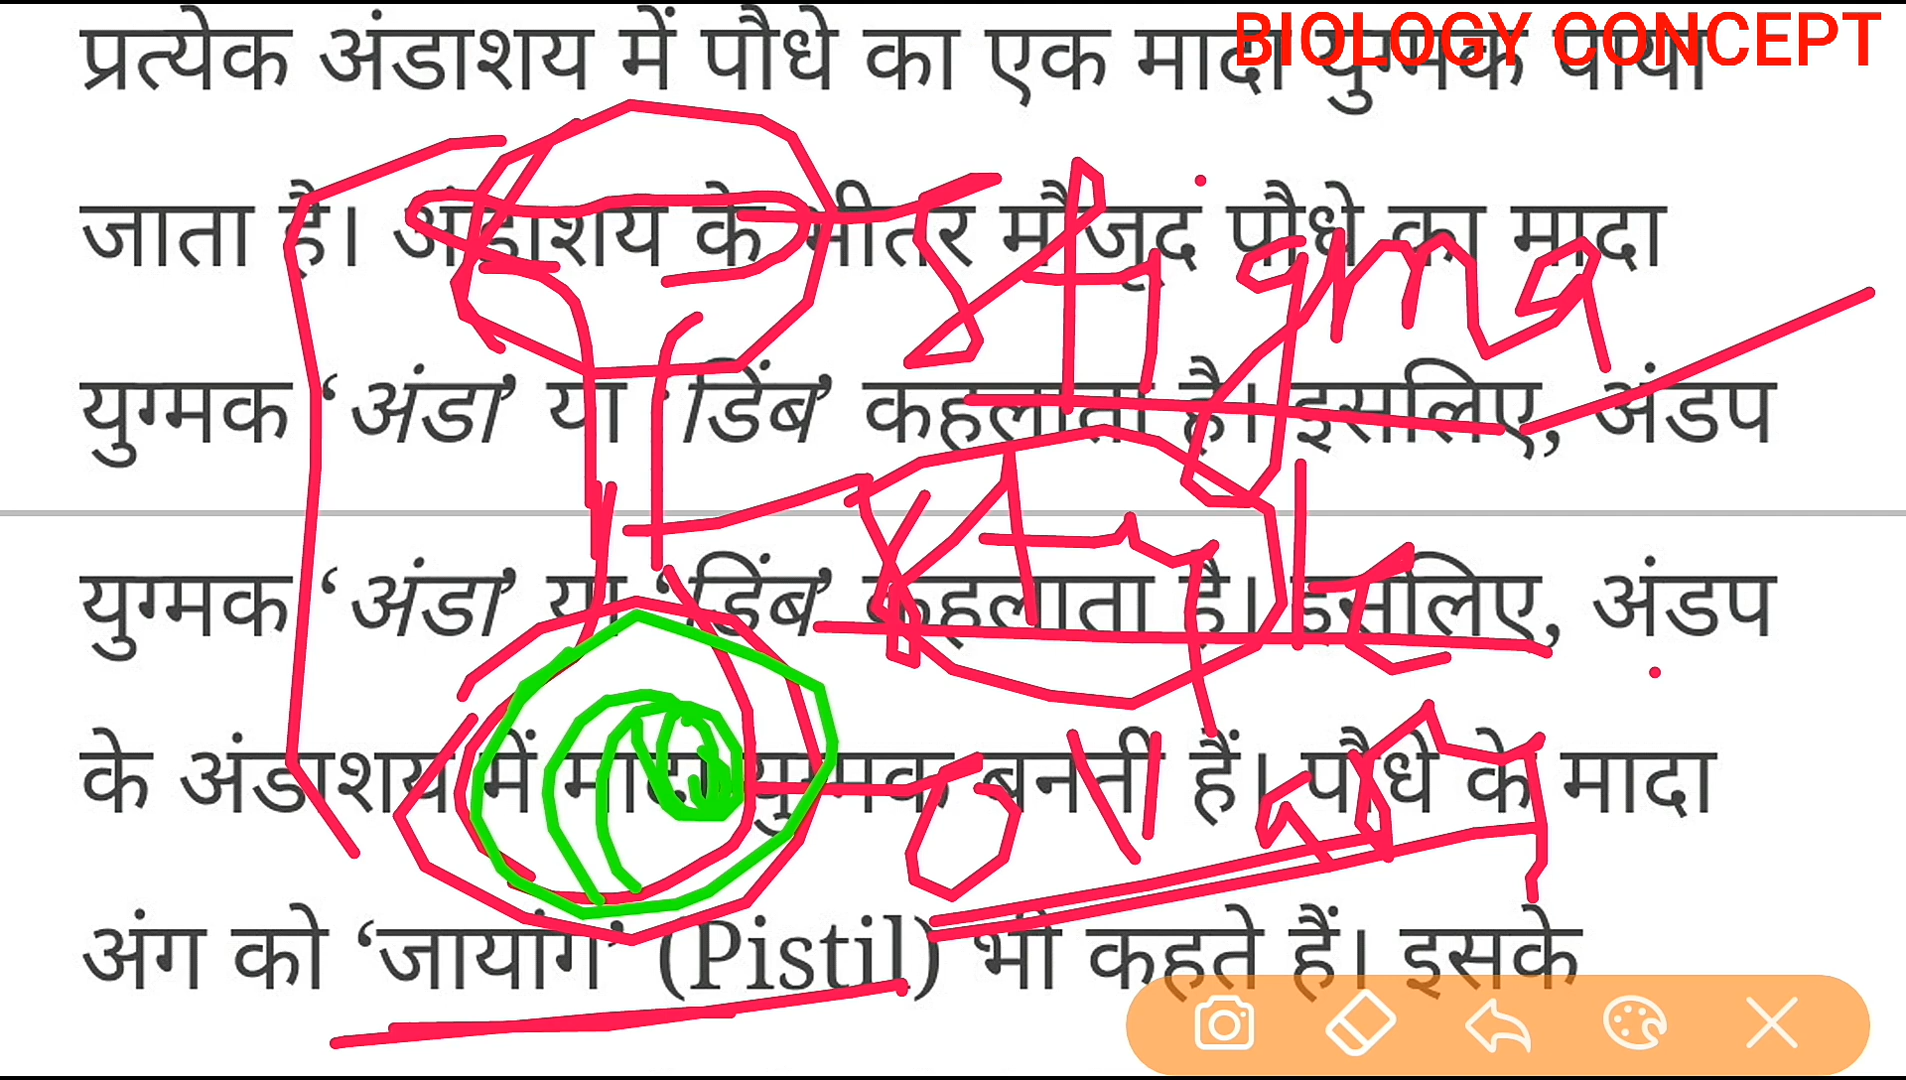 BIOLOGY CONCEPT
प्रत्येक अंडाशय में पौधे का एक मादा युग्मक पाया
जाता है। अंडाशय के भीतर मौजूद पौधे का मादा
Stigma
युग्मक ‘अंडा’ या ‘डिंब’ कहलाता है। इसलिए, अंडप
युग्मक ‘अंडा’ या ‘डिंब’ कहलाता है। इसलिए, अंडप
के अंडाशय में मादा युग्मक बनती हैं। पौधे के मादा
ovary
अंग को ‘जायांग’ (Pistil) भी कहते हैं। इसके